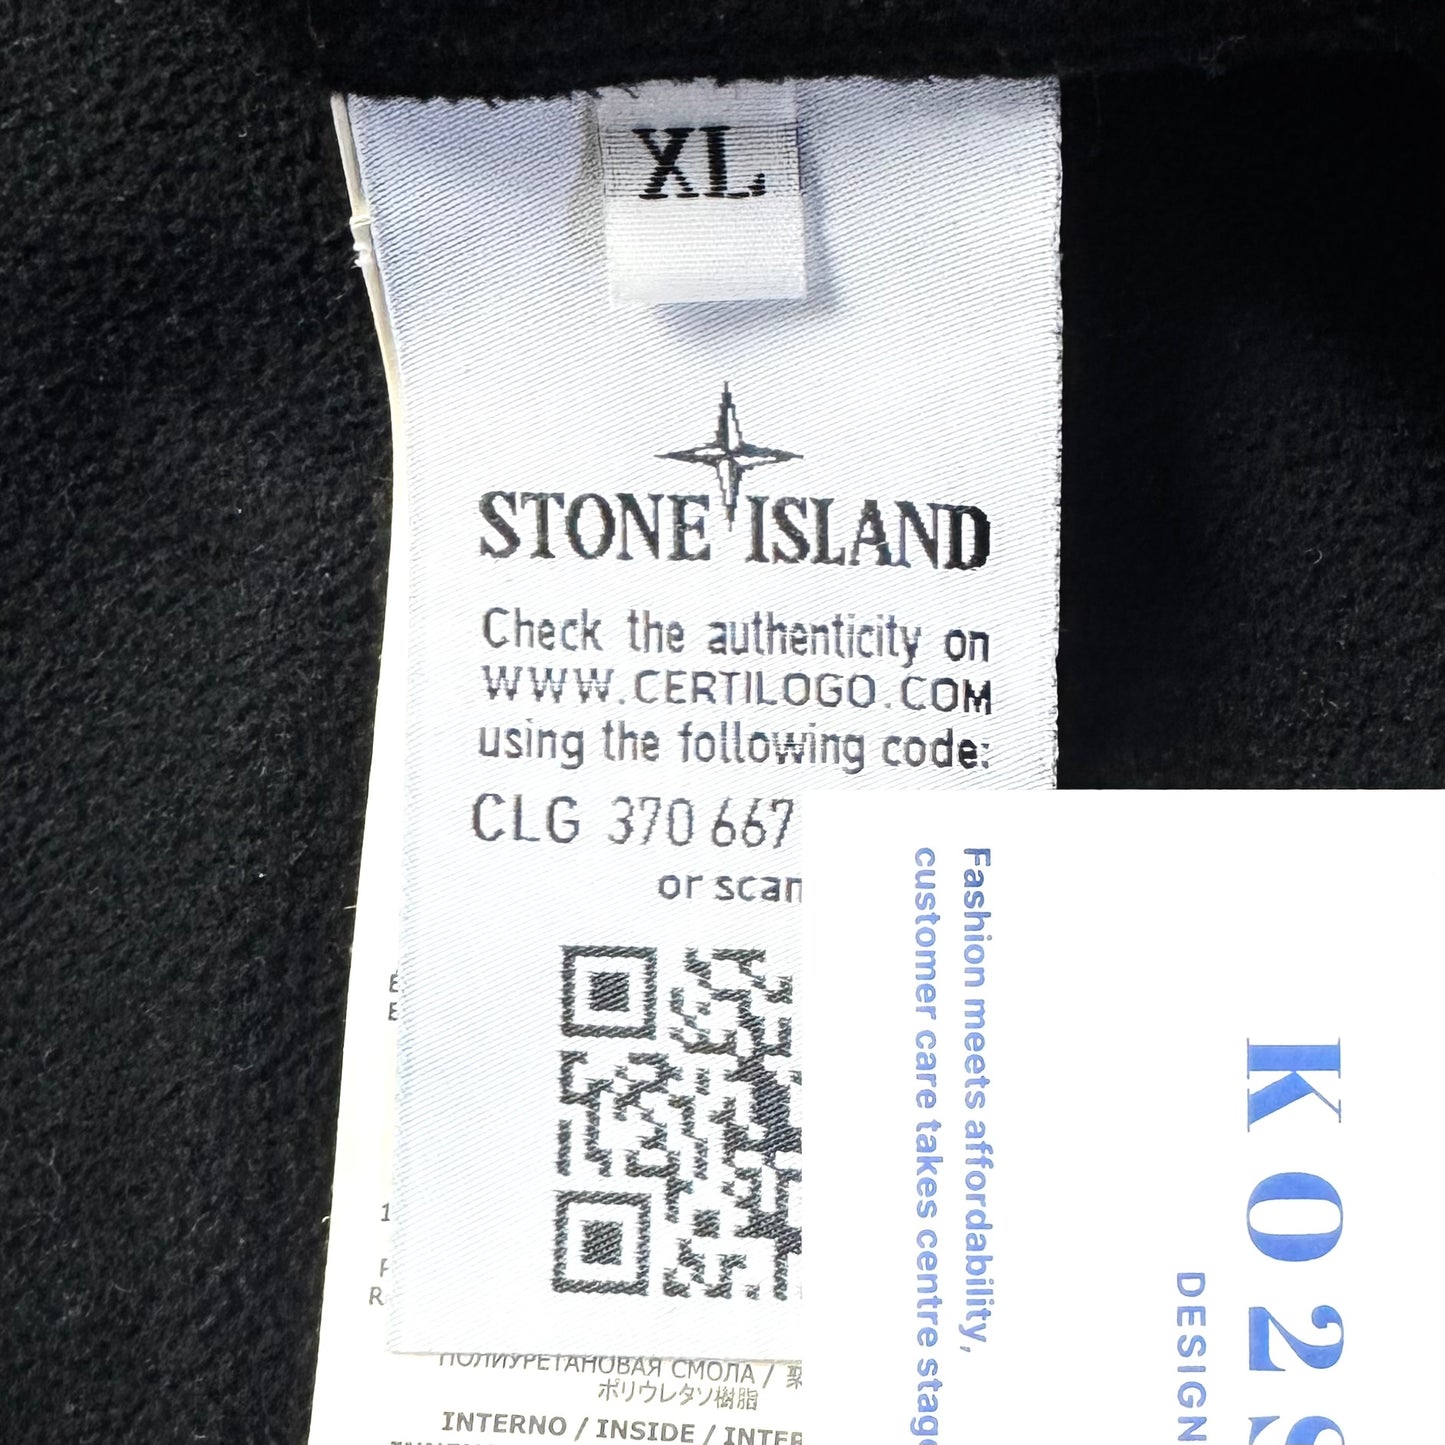 XL
STONE ISLAND
Check the authenticity on
WWW.CERTILOGO.COM
using the following code:
CLG 370 667
or scan
ПОЛИУРЕТАНОВАЯ СМОЛА /
ポリウレタン樹脂
INTERNO / INSIDE /
Fashion meets affordability,
customer care takes centre stage
K02
DESIGN